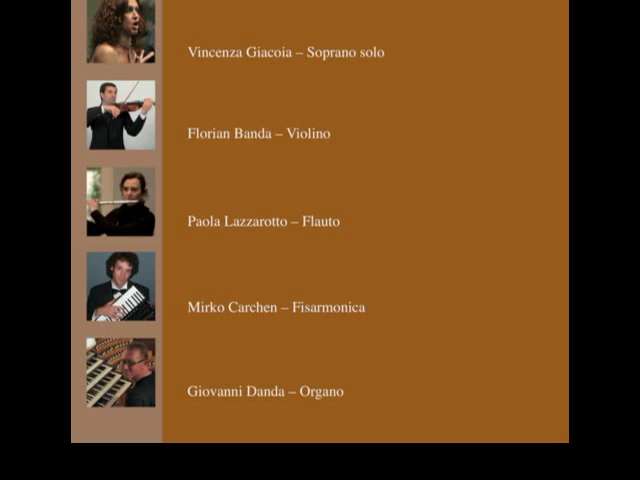 Vincenza Giacoia – Soprano solo
Florian Banda – Violino
Paola Lazzarotto – Flauto
Mirko Carchen – Fisarmonica
Giovanni Danda – Organo